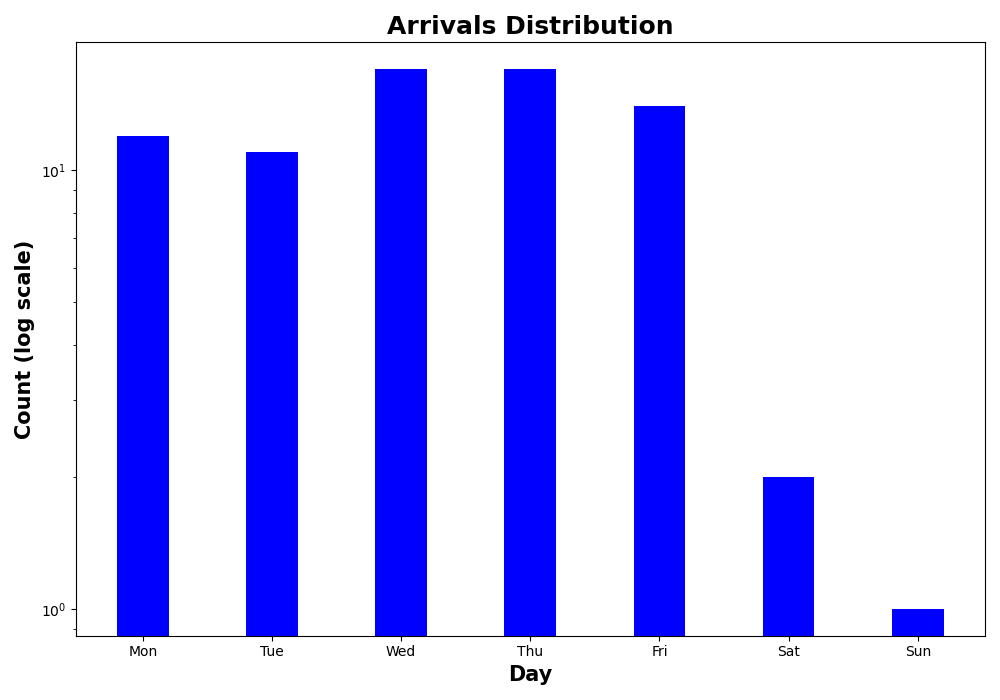 Arrivals Distribution
Count (log scale)
10¹
10⁰
Mon Tue Wed Thu Fri Sat Sun
Day